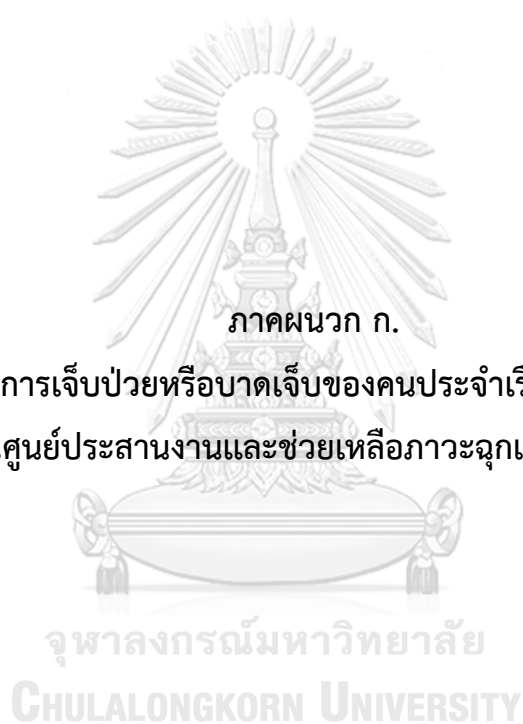 ภาคผนวก ก.
การเจ็บป่วยหรือบาดเจ็บของคนประจำเรื
ศูนย์ประสานงานและช่วยเหลือภาวะฉุกเ
จุฬาลงกรณ์มหาวิทยาลัย
CHULALONGKORN UNIVERSITY